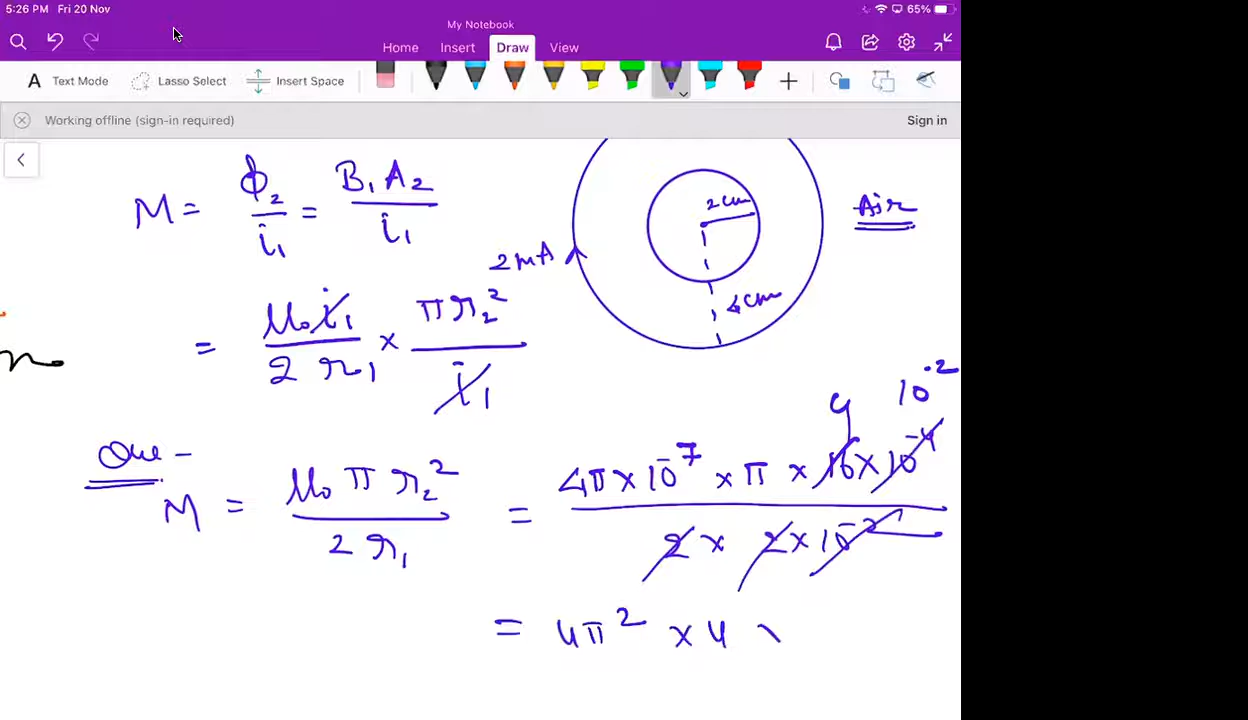 5:26 PM Fri 20 Nov 65%
My Notebook
Home Insert Draw View
Text Mode Lasso Select Insert Space
Working offline (sign-in required) Sign in
M = ϕ₂/i₁ = B₁A₂/i₁
2cm
Air
2mA
4cm
= μ₀i₁/2r₁ × πr₂²/i₁
Que -
M = μ₀πr₂²/2r₁ = 4π×10⁻⁷ × π × 16×10⁻⁴ / 2 × 2×10⁻²
4 10⁻²
= 4π² × 4